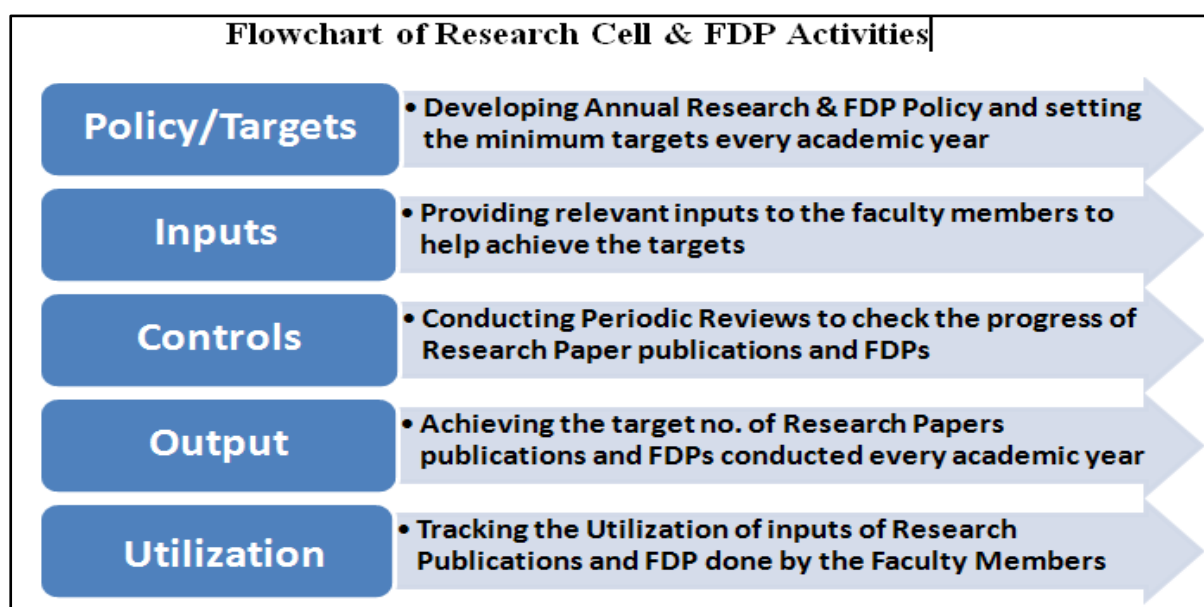 Flowchart of Research Cell & FDP Activities
Policy/Targets
• Developing Annual Research & FDP Policy and setting
the minimum targets every academic year
Inputs
• Providing relevant inputs to the faculty members to
help achieve the targets
Controls
• Conducting Periodic Reviews to check the progress of
Research Paper publications and FDPs
Output
• Achieving the target no. of Research Papers
publications and FDPs conducted every academic year
Utilization
• Tracking the Utilization of inputs of Research
Publications and FDP done by the Faculty Members